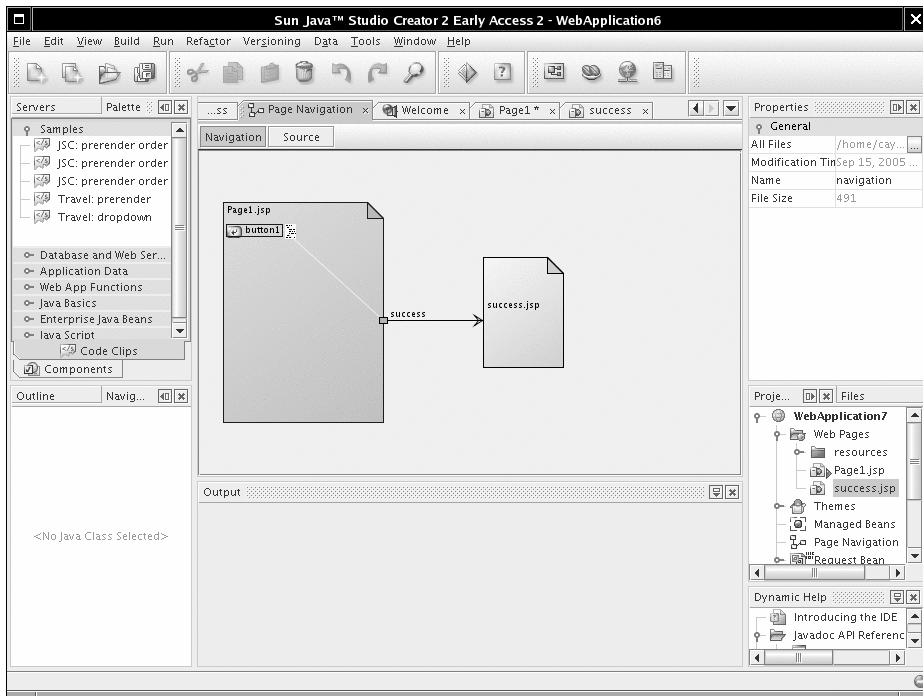 Sun Java™ Studio Creator 2 Early Access 2 - WebApplication6
File Edit View Build Run Refactor Versioning Data Tools Window Help
Servers Palette
Samples
JSC: prerender order
JSC: prerender order
JSC: prerender order
Travel: prerender
Travel: dropdown
Database and Web Ser...
Application Data
Web App Functions
Java Basics
Enterprise Java Beans
Java Script
Code Clips
Components
Outline Navig...
<No Java Class Selected>
...ss Page Navigation Welcome Page1 * success
Navigation Source
Page1.jsp
button1
success
success.jsp
Output
Properties
General
All Files /home/cay... ...
Modification Tim Sep 15, 2005 ...
Name navigation
File Size 491
Proje... Files
WebApplication7
Web Pages
resources
Page1.jsp
success.jsp
Themes
Managed Beans
Page Navigation
Request Bean
Dynamic Help
Introducing the IDE
Javadoc API Referenc